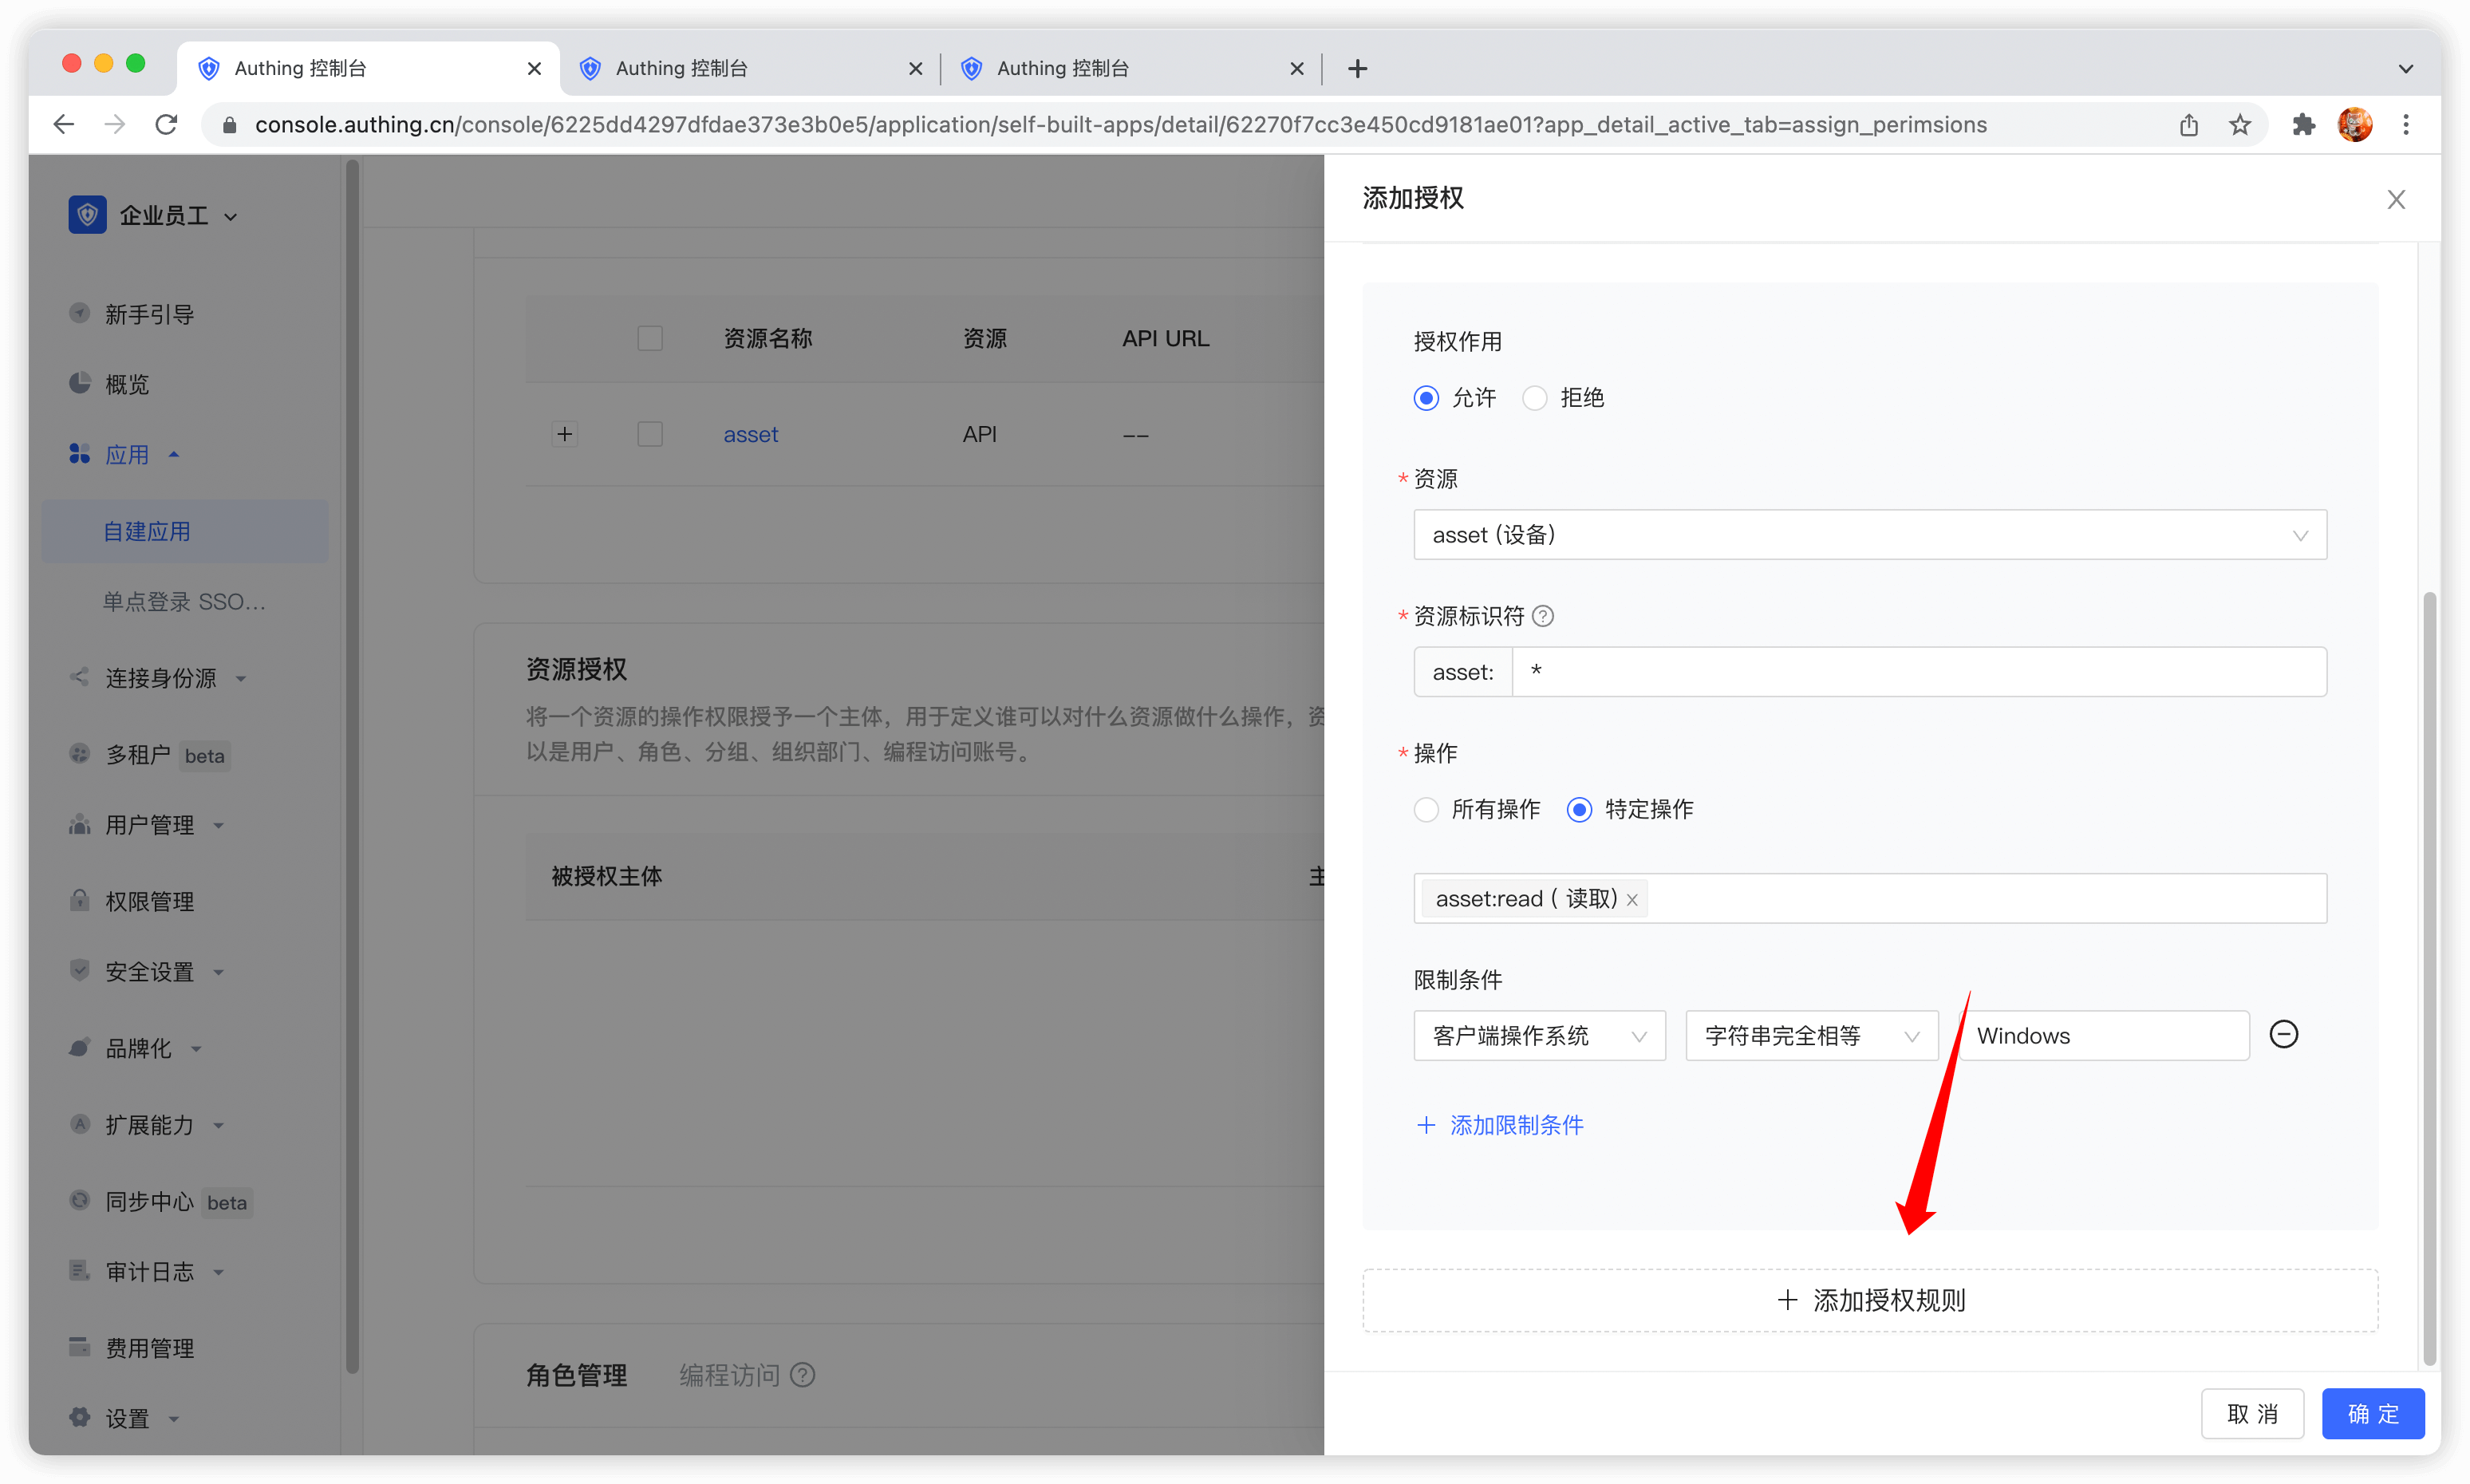 Authing 控制台
Authing 控制台
Authing 控制台
console.authing.cn/console/6225dd4297dfdae373e3b0e5/application/self-built-apps/detail/62270f7cc3e450cd9181ae01?app_detail_active_tab=assign_perimsions
企业员工
新手引导
概览
应用
自建应用
单点登录 SSO...
连接身份源
多租户 beta
用户管理
权限管理
安全设置
品牌化
扩展能力
同步中心 beta
审计日志
费用管理
设置
资源名称 资源 API URL
asset API --
资源授权
将一个资源的操作权限授予一个主体，用于定义谁可以对什么资源做什么操作，资
以是用户、角色、分组、组织部门、编程访问账号。
被授权主体 主
角色管理 编程访问
添加授权
授权作用
允许 拒绝
* 资源
asset (设备)
* 资源标识符
asset: *
* 操作
所有操作 特定操作
asset:read ( 读取) ×
限制条件
客户端操作系统 字符串完全相等 Windows
+ 添加限制条件
+ 添加授权规则
取 消 确 定